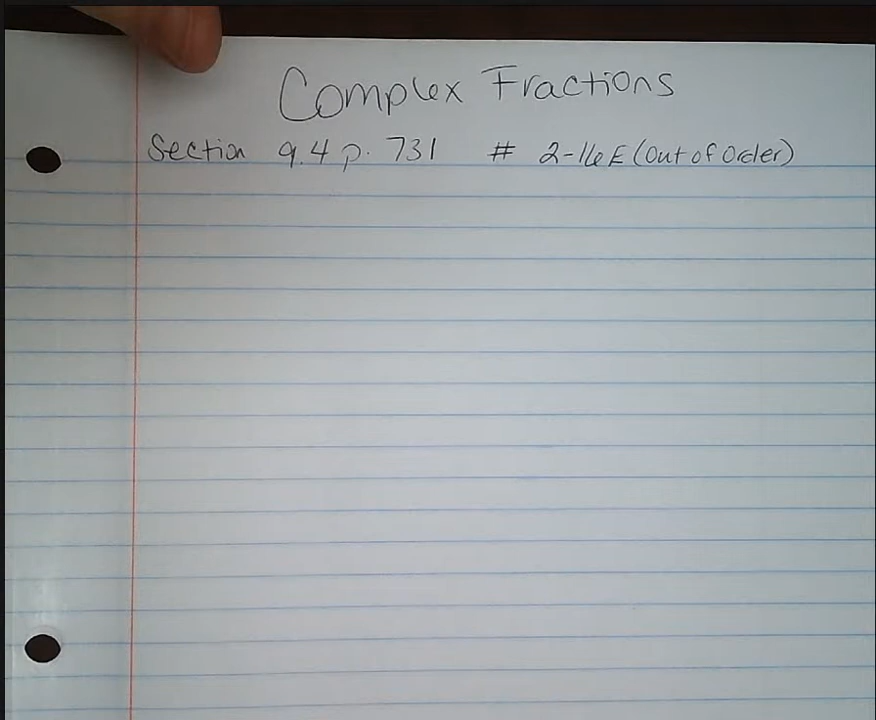 Complex Fractions
Section 9.4 p. 731 # 2-16 E (Out of Order)